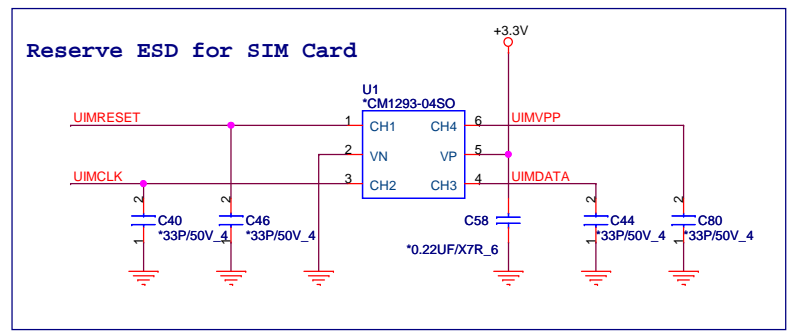 +3.3V
Reserve ESD for SIM Card
U1
*CM1293-04SO
UIMRESET 1 CH1 CH4 6 UIMVPP
2 VN VP 5
UIMCLK 3 CH2 CH3 4 UIMDATA
2 2 2 2
C40 C46 C58 C44 C80
*33P/50V_4 *33P/50V_4 *33P/50V_4 *33P/50V_4
1 1 1 1
*0.22UF/X7R_6